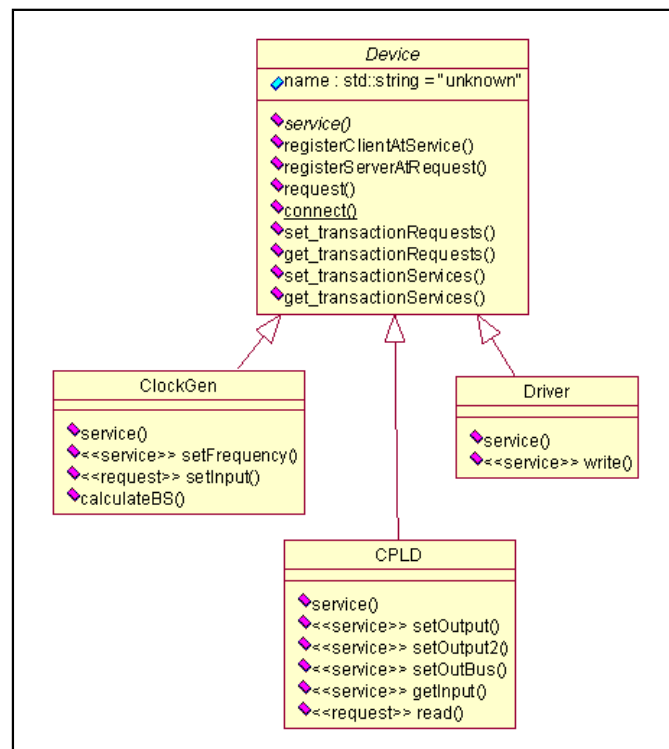 Device
name : std::string = "unknown"
service()
registerClientAtService()
registerServerAtRequest()
request()
connect()
set_transactionRequests()
get_transactionRequests()
set_transactionServices()
get_transactionServices()
ClockGen
service()
<<service>> setFrequency()
<<request>> setInput()
calculateBS()
Driver
service()
<<service>> write()
CPLD
service()
<<service>> setOutput()
<<service>> setOutput2()
<<service>> setOutBus()
<<service>> getInput()
<<request>> read()